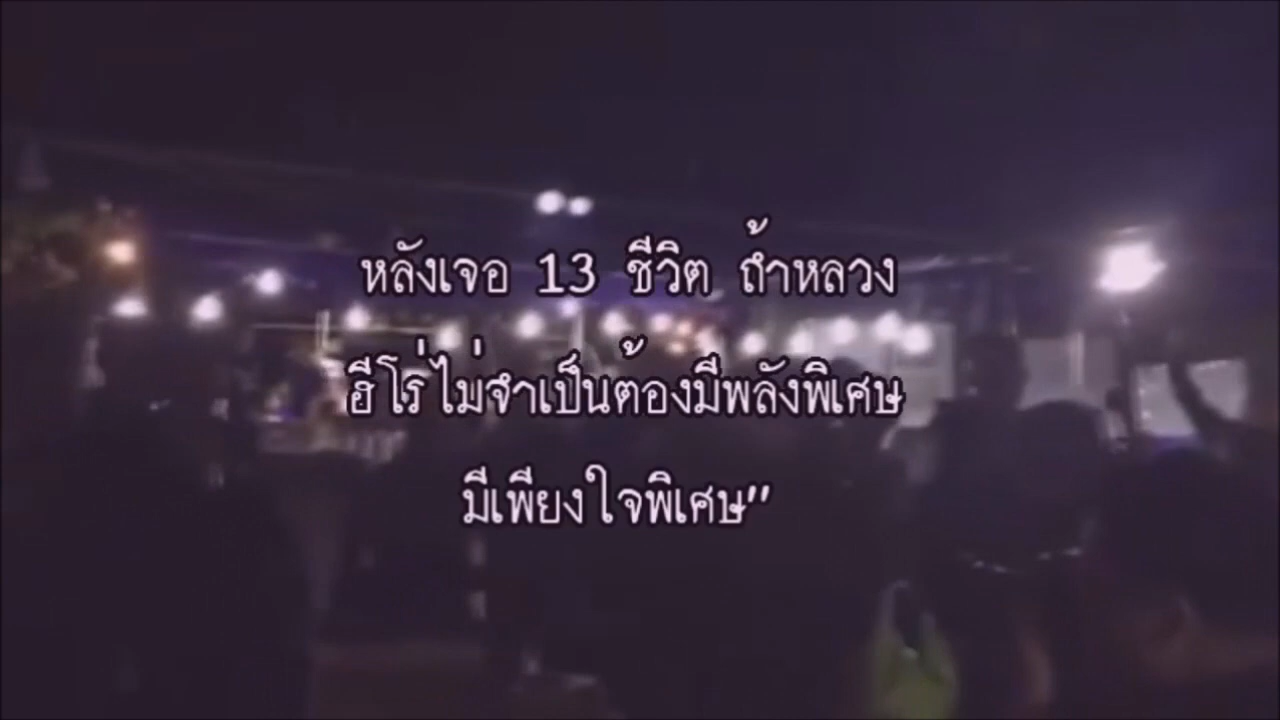 หลังเจอ 13 ชีวิต ถ้ำหลวง
ฮีโร่ไม่จำเป็นต้องมีพลังพิเศษ
มีเพียงใจพิเศษ”